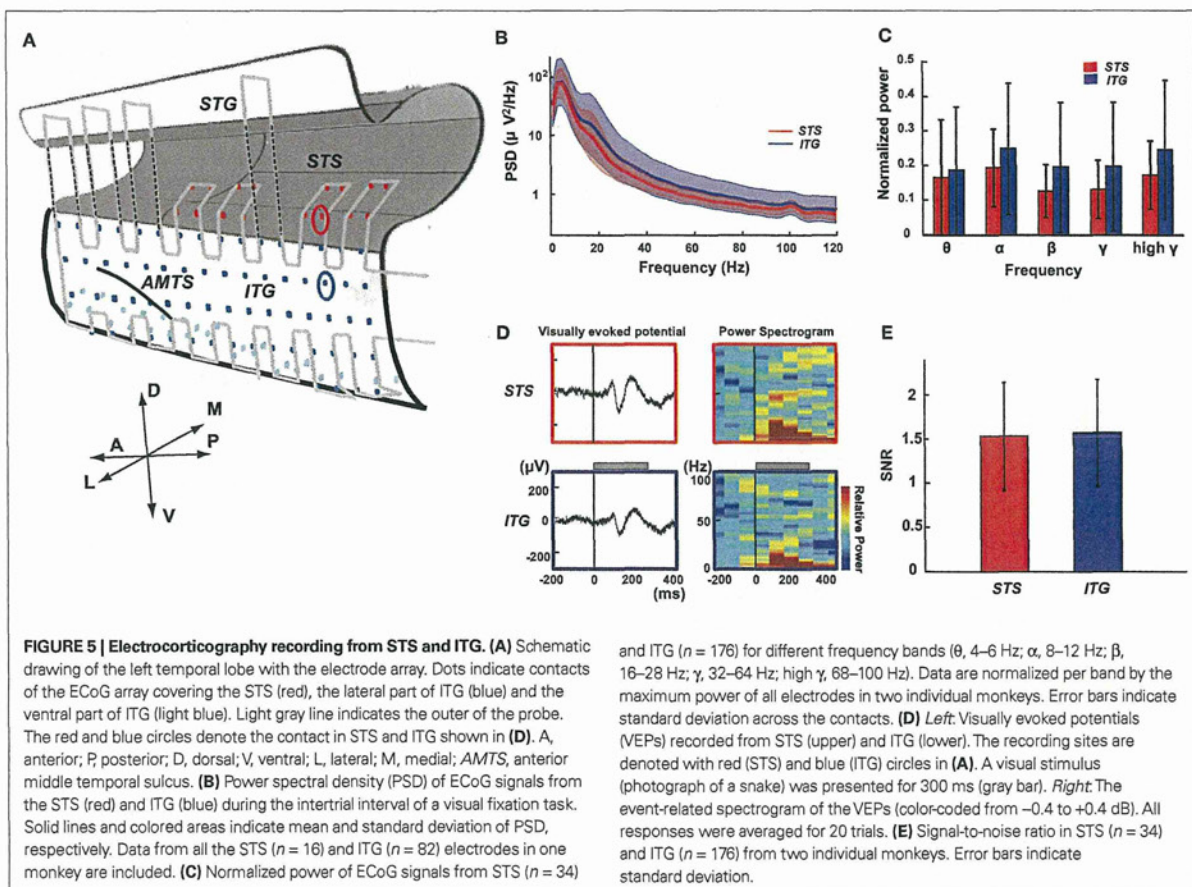 A
STG
STS
AMTS
ITG
D
M
A
P
L
V
B
PSD (µ V²/Hz)
10²
10
1
STS
ITG
0
20
40
60
80
100
120
Frequency (Hz)
C
Normalized power
0.5
0.4
0.3
0.2
0.1
0
STS
ITG
θ
α
β
γ
high γ
Frequency
D
Visually evoked potential
Power Spectrogram
STS
(µV)
(Hz)
200
0
-200
ITG
100
50
0
Relative Power
-200
0
200
400
(ms)
-200
0
200
400
E
SNR
0
0.5
1
1.5
2
STS
ITG
FIGURE 5 | Electrocorticography recording from STS and ITG. (A) Schematic
drawing of the left temporal lobe with the electrode array. Dots indicate contacts
of the ECoG array covering the STS (red), the lateral part of ITG (blue) and the
ventral part of ITG (light blue). Light gray line indicates the outer of the probe.
The red and blue circles denote the contact in STS and ITG shown in (D). A,
anterior; P, posterior; D, dorsal; V, ventral; L, lateral; M, medial; AMTS, anterior
middle temporal sulcus. (B) Power spectral density (PSD) of ECoG signals from
the STS (red) and ITG (blue) during the intertrial interval of a visual fixation task.
Solid lines and colored areas indicate mean and standard deviation of PSD,
respectively. Data from all the STS (n = 16) and ITG (n = 82) electrodes in one
monkey are included. (C) Normalized power of ECoG signals from STS (n = 34)
and ITG (n = 176) for different frequency bands (θ, 4–6 Hz; α, 8–12 Hz; β,
16–28 Hz; γ, 32–64 Hz; high γ, 68–100 Hz). Data are normalized per band by the
maximum power of all electrodes in two individual monkeys. Error bars indicate
standard deviation across the contacts. (D) Left: Visually evoked potentials
(VEPs) recorded from STS (upper) and ITG (lower). The recording sites are
denoted with red (STS) and blue (ITG) circles in (A). A visual stimulus
(photograph of a snake) was presented for 300 ms (gray bar). Right: The
event-related spectrogram of the VEPs (color-coded from −0.4 to +0.4 dB). All
responses were averaged for 20 trials. (E) Signal-to-noise ratio in STS (n = 34)
and ITG (n = 176) from two individual monkeys. Error bars indicate
standard deviation.